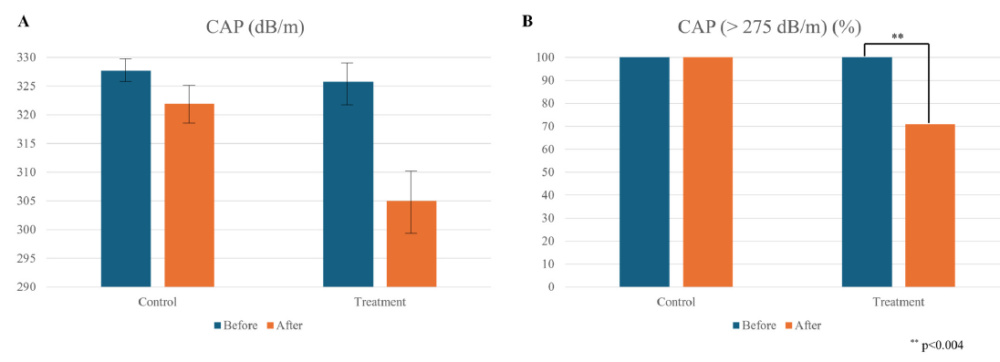 A
CAP (dB/m)
330
325
320
315
310
305
300
295
290
Control
Treatment
Before
After
B
CAP (> 275 dB/m) (%)
**
100
90
80
70
60
50
40
30
20
10
0
Control
Treatment
Before
After
** p<0.004